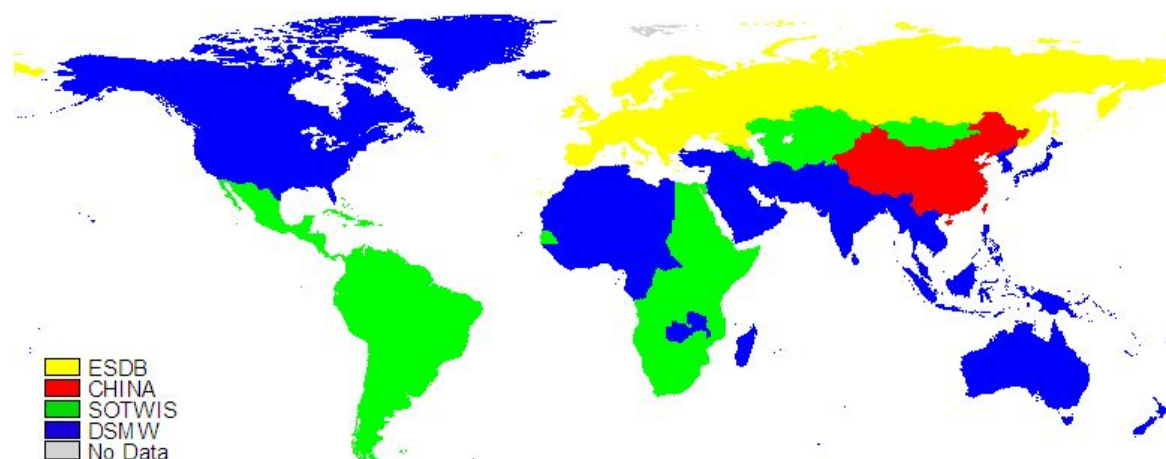 ESDB
CHINA
SOTWIS
DSMW
No Data